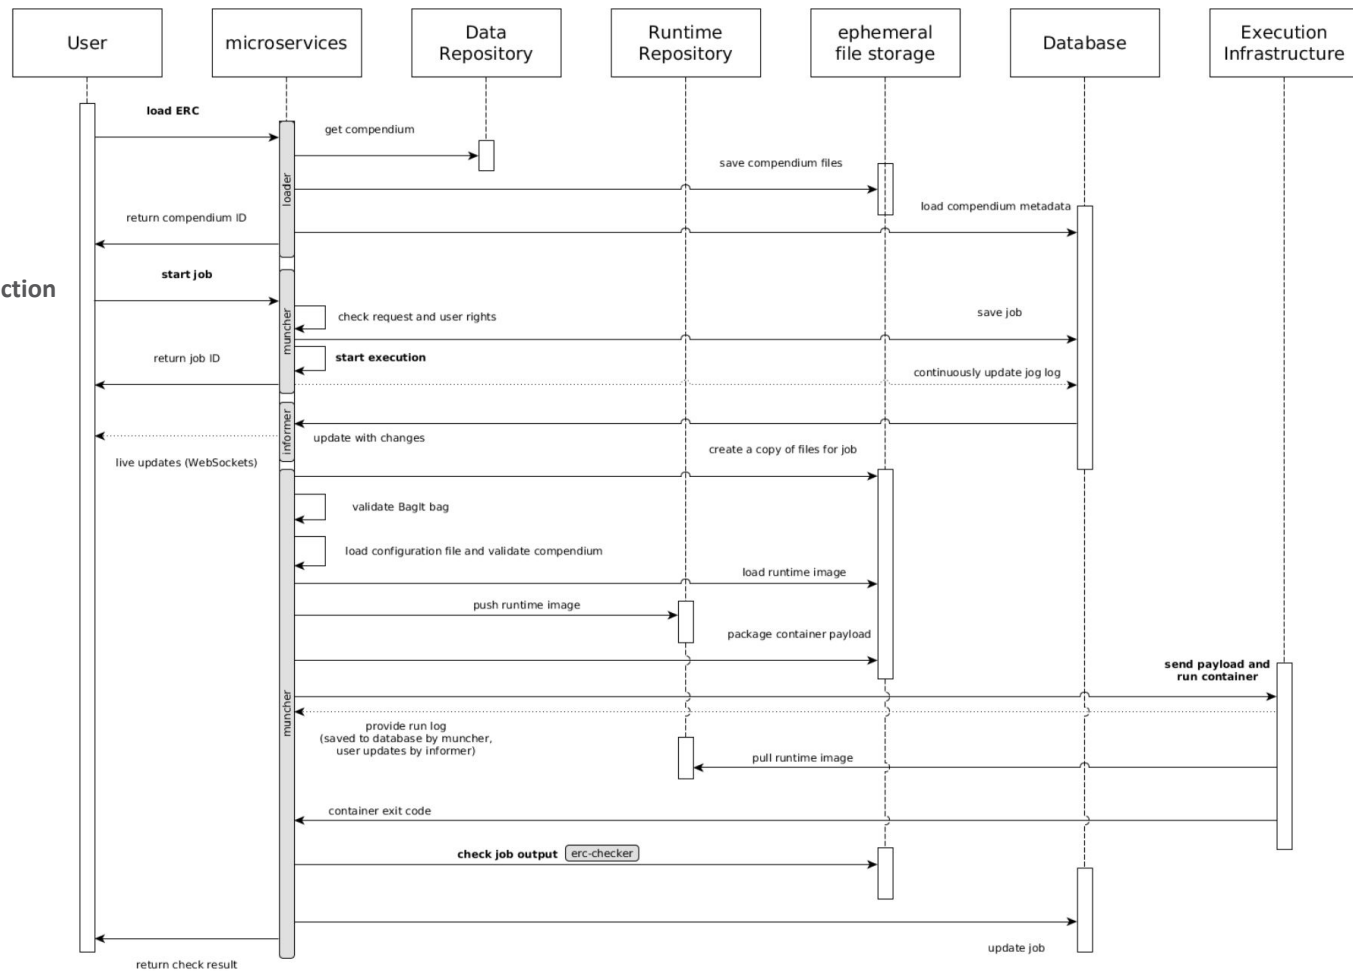 User
microservices
Data
Repository
Runtime
Repository
ephemeral
file storage
Database
Execution
Infrastructure
load ERC
get compendium
save compendium files
loader
return compendium ID
load compendium metadata
start job
ction
check request and user rights
save job
muncher
return job ID
start execution
continuously update jog log
informer
update with changes
live updates (WebSockets)
create a copy of files for job
validate BagIt bag
load configuration file and validate compendium
load runtime image
push runtime image
package container payload
send payload and
run container
muncher
provide run log
(saved to database by muncher,
user updates by informer)
pull runtime image
container exit code
check job output erc-checker
update job
return check result